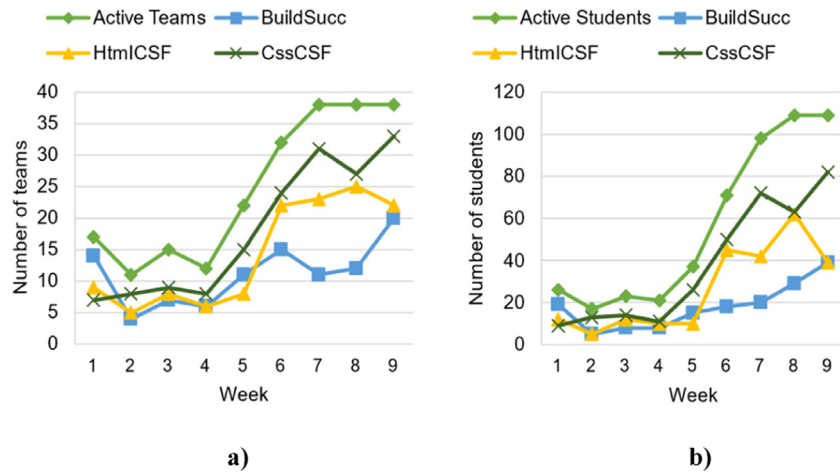 Active Teams BuildSucc
HtmlCSF CssCSF
Number of teams
40
35
30
25
20
15
10
5
0
1 2 3 4 5 6 7 8 9
Week
a)
Active Students BuildSucc
HtmlCSF CssCSF
Number of students
120
100
80
60
40
20
0
1 2 3 4 5 6 7 8 9
Week
b)